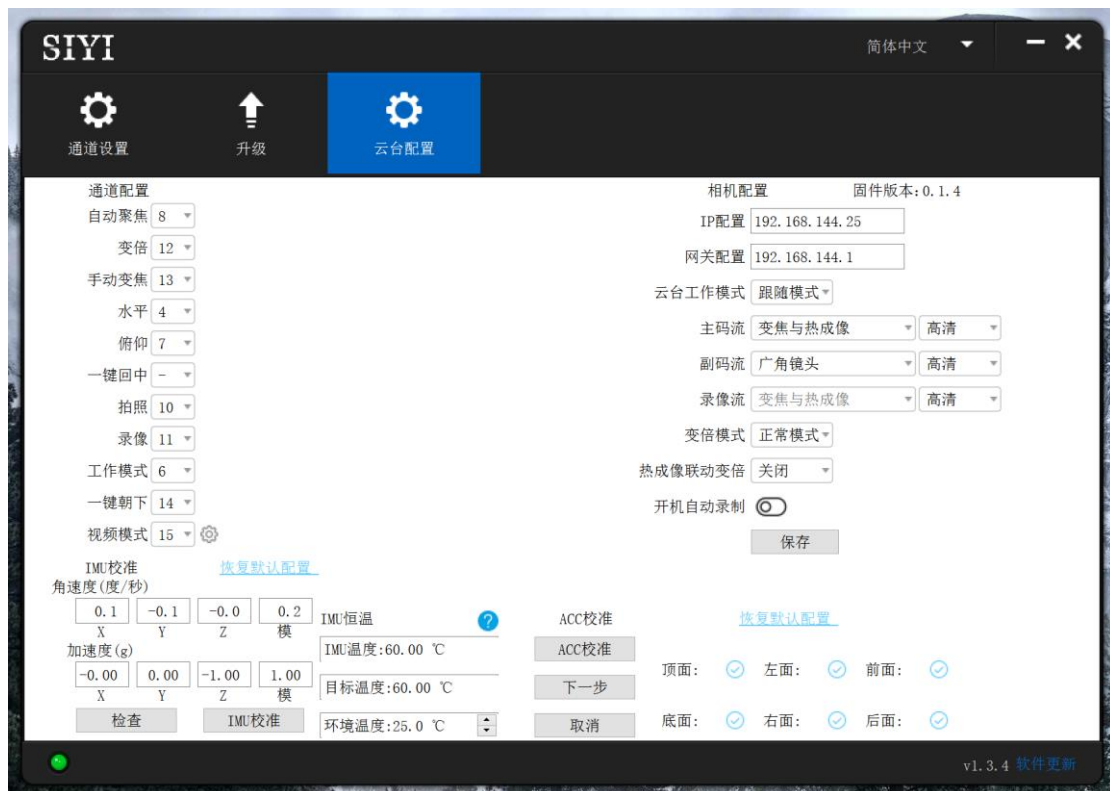 SIYI
简体中文
通道设置
升级
云台配置
通道配置
自动聚焦 8
变倍 12
手动变焦 13
水平 4
俯仰 7
一键回中 -
拍照 10
录像 11
工作模式 6
一键朝下 14
视频模式 15
相机配置 固件版本:0.1.4
IP配置 192.168.144.25
网关配置 192.168.144.1
云台工作模式 跟随模式
主码流 变焦与热成像 高清
副码流 广角镜头 高清
录像流 变焦与热成像 高清
变倍模式 正常模式
热成像联动变倍 关闭
开机自动录制
保存
IMU校准 恢复默认配置
角速度(度/秒)
0.1 -0.1 -0.0 0.2
X Y Z 模
加速度(g)
-0.00 0.00 -1.00 1.00
X Y Z 模
检查 IMU校准
IMU恒温 ?
IMU温度:60.00 ℃
目标温度:60.00 ℃
环境温度:25.0 ℃
ACC校准 恢复默认配置
ACC校准
下一步
取消
顶面: 左面: 前面:
底面: 右面: 后面:
v1.3.4 软件更新